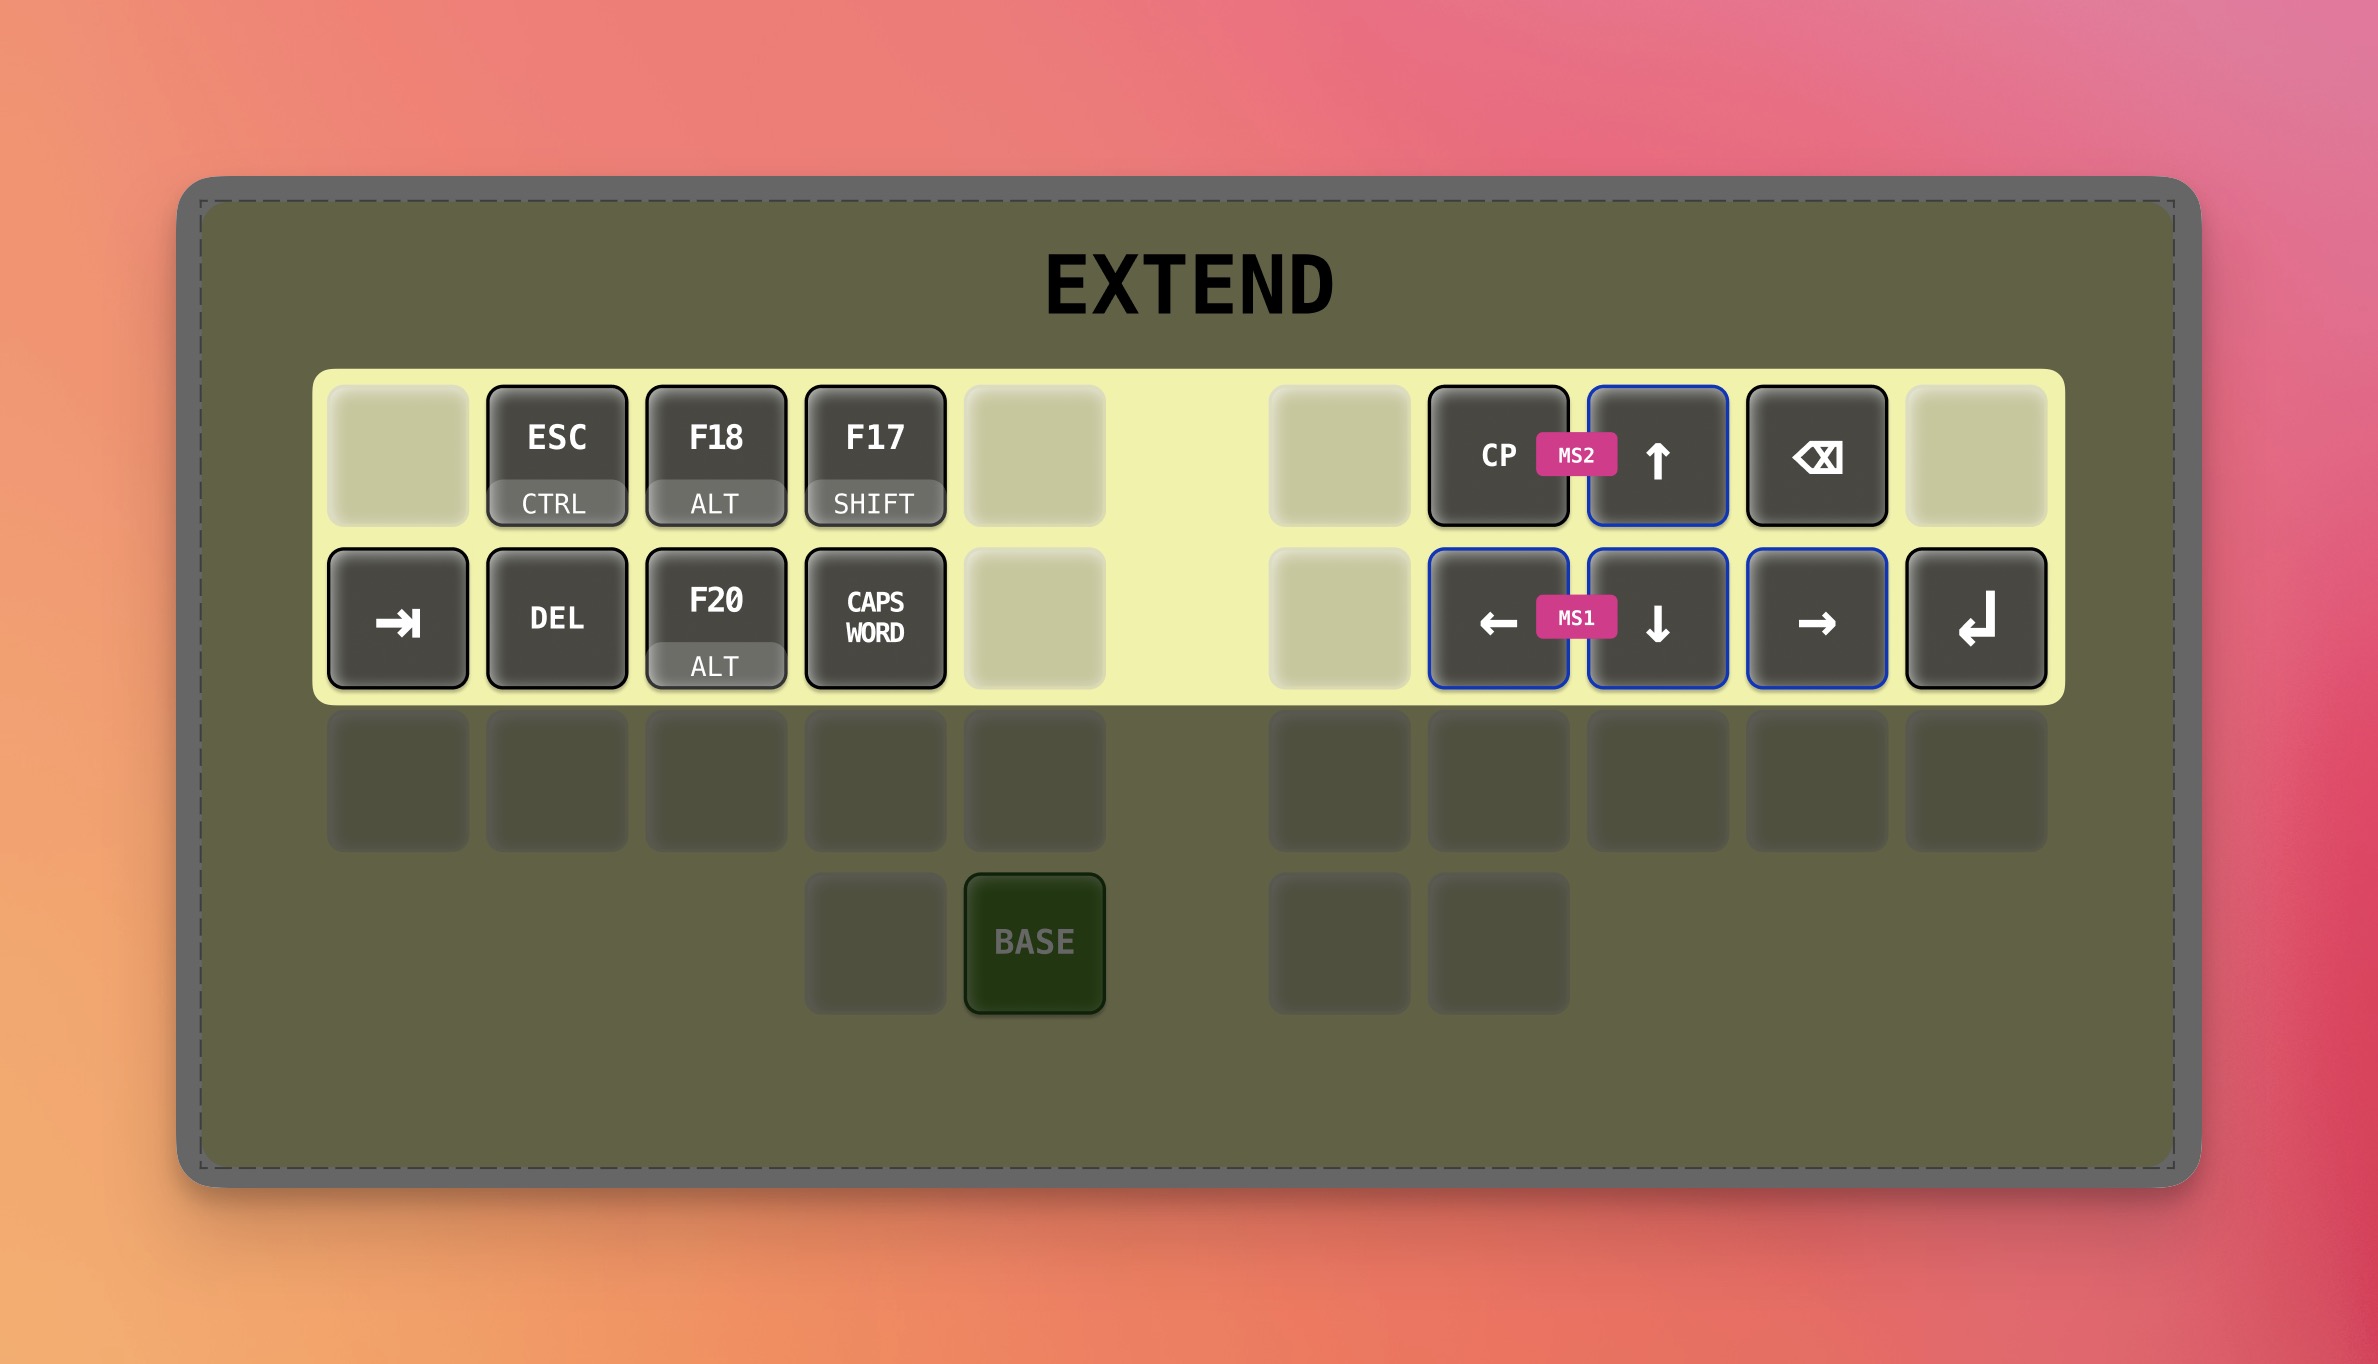 EXTEND
ESC
CTRL
F18
ALT
F17
SHIFT
CP
MS2
↑
⌫
⇥
DEL
F20
ALT
CAPS
WORD
←
MS1
↓
→
↲
BASE